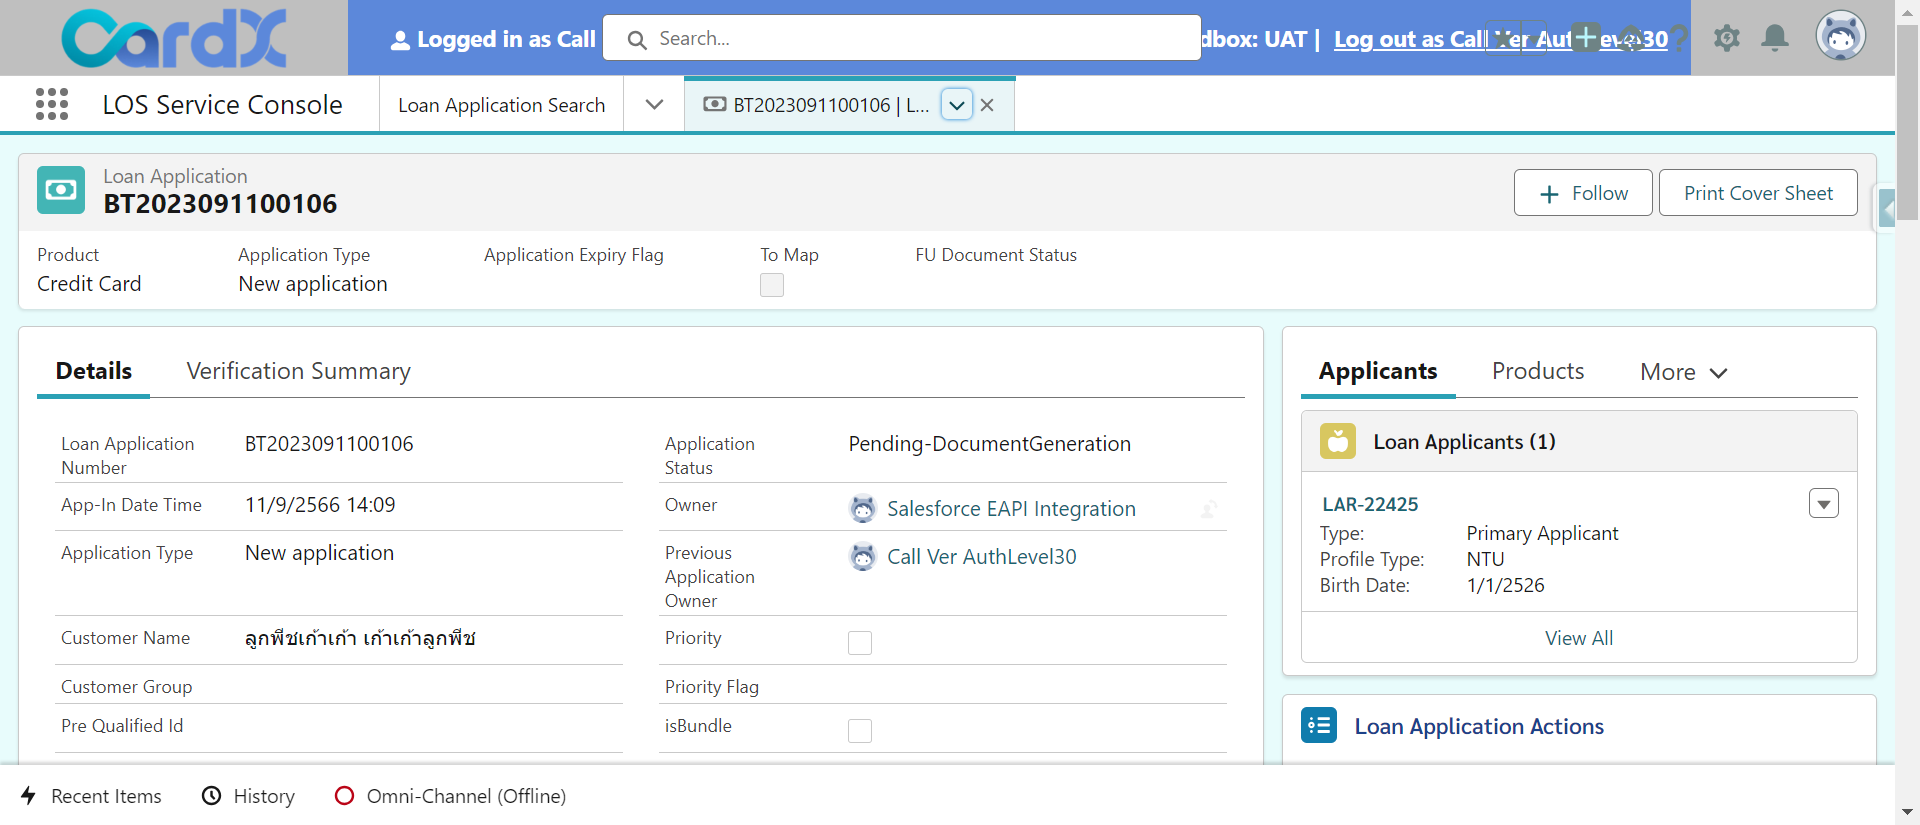 CardX
Logged in as Call
Search...
dbox: UAT |
Log out as Call Ver AuthLevel30
LOS Service Console
Loan Application Search
BT2023091100106 | L...
Loan Application
BT2023091100106
Follow
Print Cover Sheet
Product
Application Type
Application Expiry Flag
To Map
FU Document Status
Credit Card
New application
Details
Verification Summary
Loan Application Number
BT2023091100106
Application Status
Pending-DocumentGeneration
App-In Date Time
11/9/2566 14:09
Owner
Salesforce EAPI Integration
Application Type
New application
Previous Application Owner
Call Ver AuthLevel30
Customer Name
ลูกพีชเก้าเก้า เก้าเก้าลูกพีช
Priority
Customer Group
Priority Flag
Pre Qualified Id
isBundle
Applicants
Products
More
Loan Applicants (1)
LAR-22425
Type:
Primary Applicant
Profile Type:
NTU
Birth Date:
1/1/2526
View All
Loan Application Actions
Recent Items
History
Omni-Channel (Offline)